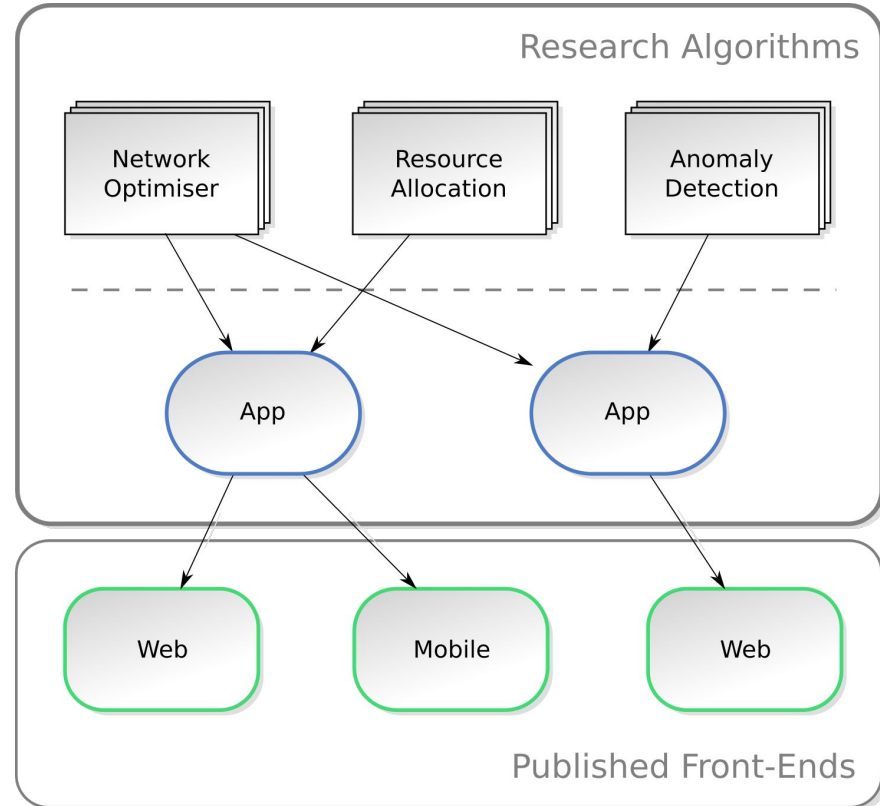 Research Algorithms
Network
Optimiser
Resource
Allocation
Anomaly
Detection
App
App
Web
Mobile
Web
Published Front-Ends